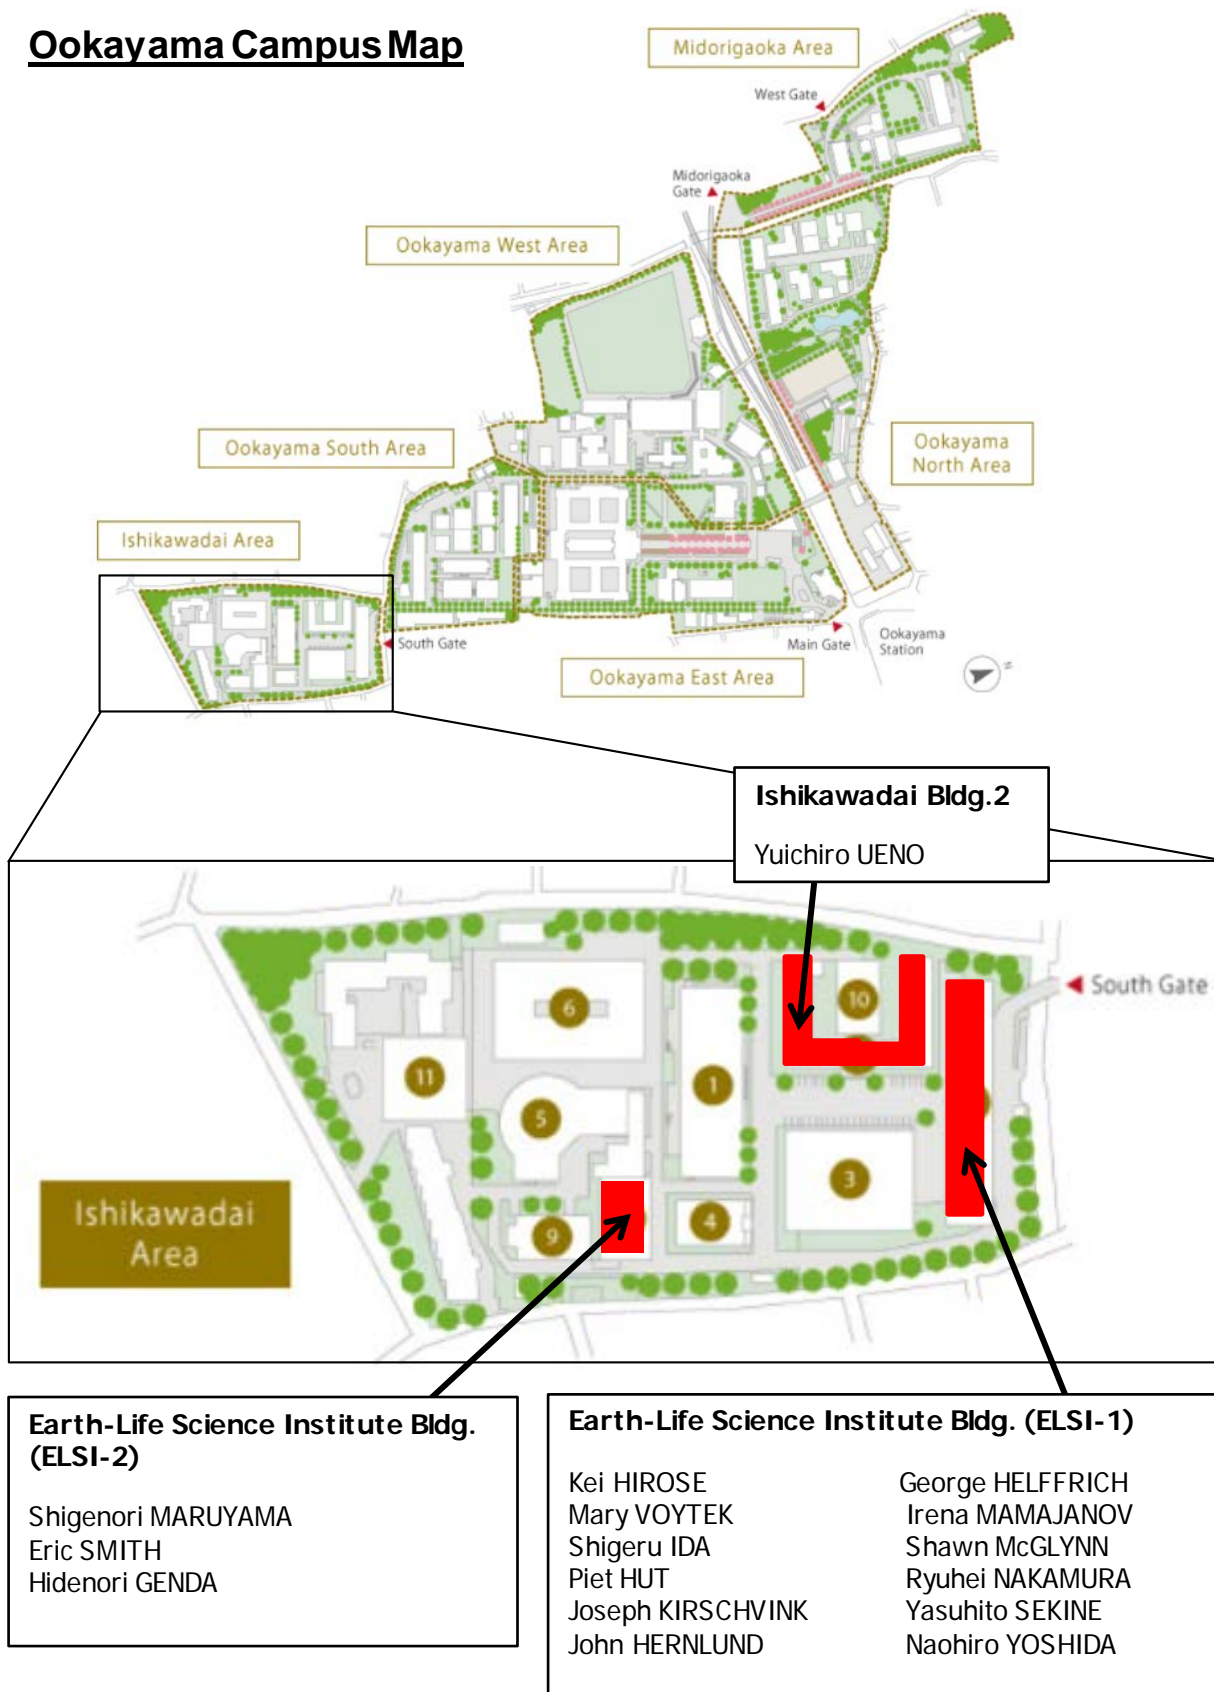 Ookayama Campus Map
Midorigaoka Area
West Gate
Midorigaoka
Gate
Ookayama West Area
Ookayama South Area
Ookayama
North Area
Ishikawadai Area
South Gate
Main Gate
Ookayama
Station
Ookayama East Area
N
Ishikawadai Bldg.2
Yuichiro UENO
South Gate
6
10
11
1
5
3
4
9
Ishikawadai
Area
Earth-Life Science Institute Bldg.
(ELSI-2)
Shigenori MARUYAMA
Eric SMITH
Hidenori GENDA
Earth-Life Science Institute Bldg. (ELSI-1)
Kei HIROSE George HELFFRICH
Mary VOYTEK Irena MAMAJANOV
Shigeru IDA Shawn McGLYNN
Piet HUT Ryuhei NAKAMURA
Joseph KIRSCHVINK Yasuhito SEKINE
John HERNLUND Naohiro YOSHIDA